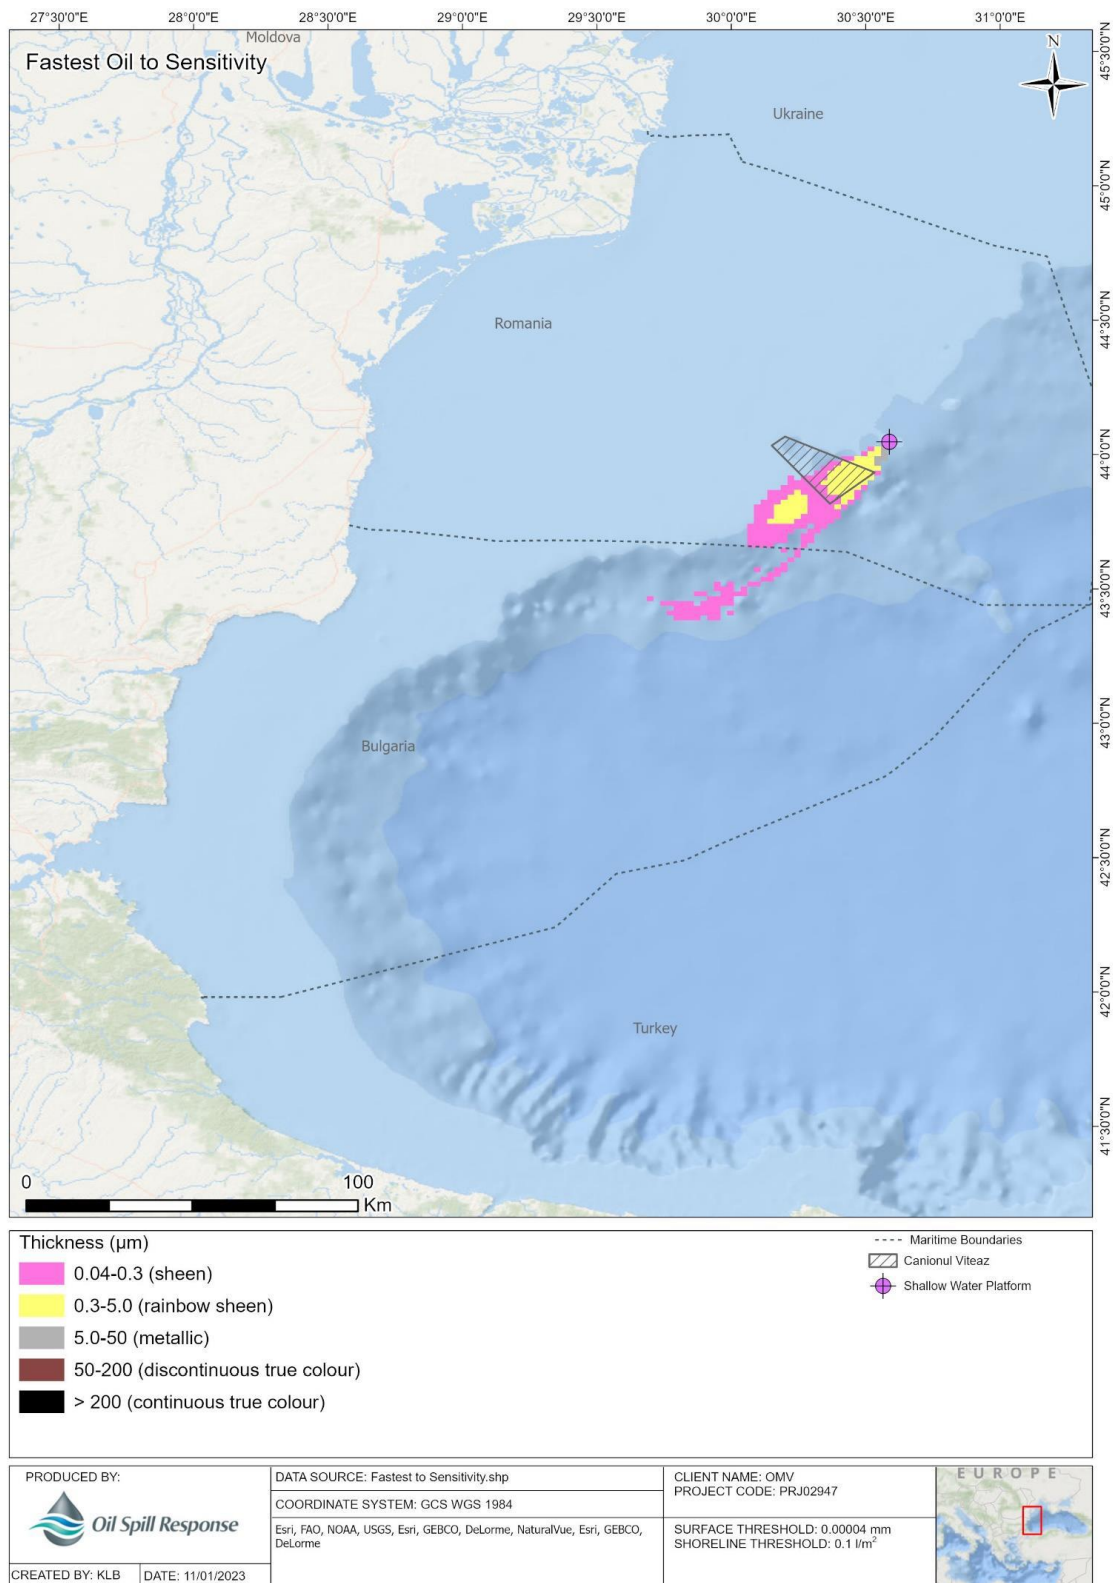 27°30'0"E 28°0'0"E 28°30'0"E 29°0'0"E 29°30'0"E 30°0'0"E 30°30'0"E 31°0'0"E
Moldova
Fastest Oil to Sensitivity
N
Ukraine
Romania
Bulgaria
Turkey
45°30'0"N
45°0'0"N
44°30'0"N
44°0'0"N
43°30'0"N
43°0'0"N
42°30'0"N
42°0'0"N
41°30'0"N
0 100
Km
Thickness (µm)
0.04-0.3 (sheen)
0.3-5.0 (rainbow sheen)
5.0-50 (metallic)
50-200 (discontinuous true colour)
> 200 (continuous true colour)
Maritime Boundaries
Canionul Viteaz
Shallow Water Platform
PRODUCED BY:
Oil Spill Response
CREATED BY: KLB
DATE: 11/01/2023
DATA SOURCE: Fastest to Sensitivity.shp
COORDINATE SYSTEM: GCS WGS 1984
Esri, FAO, NOAA, USGS, Esri, GEBCO, DeLorme, NaturalVue, Esri, GEBCO,
DeLorme
CLIENT NAME: OMV
PROJECT CODE: PRJ02947
SURFACE THRESHOLD: 0.00004 mm
SHORELINE THRESHOLD: 0.1 l/m²
EUROPE